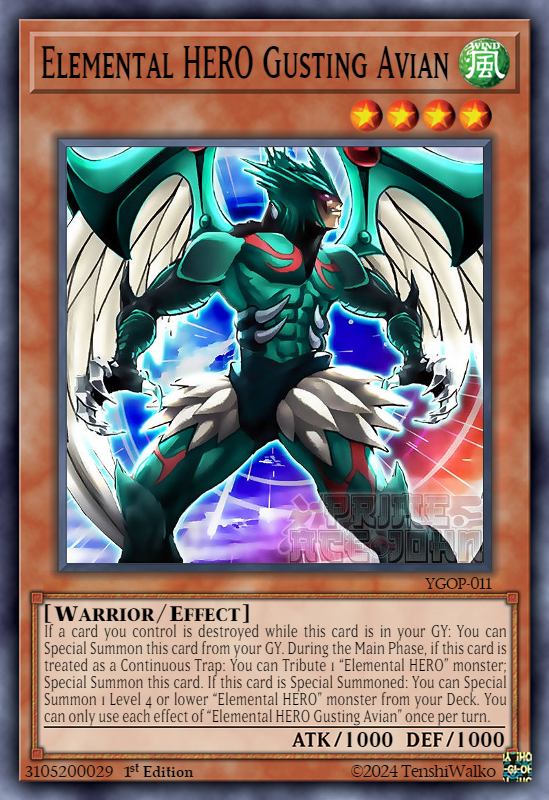 Elemental HERO Gusting Avian
WIND
風
PRIME
ACE JOHN
YGOP-011
[Warrior/Effect]
If a card you control is destroyed while this card is in your GY: You can
Special Summon this card from your GY. During the Main Phase, if this card is
treated as a Continuous Trap: You can Tribute 1 “Elemental HERO” monster;
Special Summon this card. If this card is Special Summoned: You can Special
Summon 1 Level 4 or lower “Elemental HERO” monster from your Deck. You
can only use each effect of “Elemental HERO Gusting Avian” once per turn.
ATK/1000 DEF/1000
3105200029 1st Edition ©2024 TenshiWalko